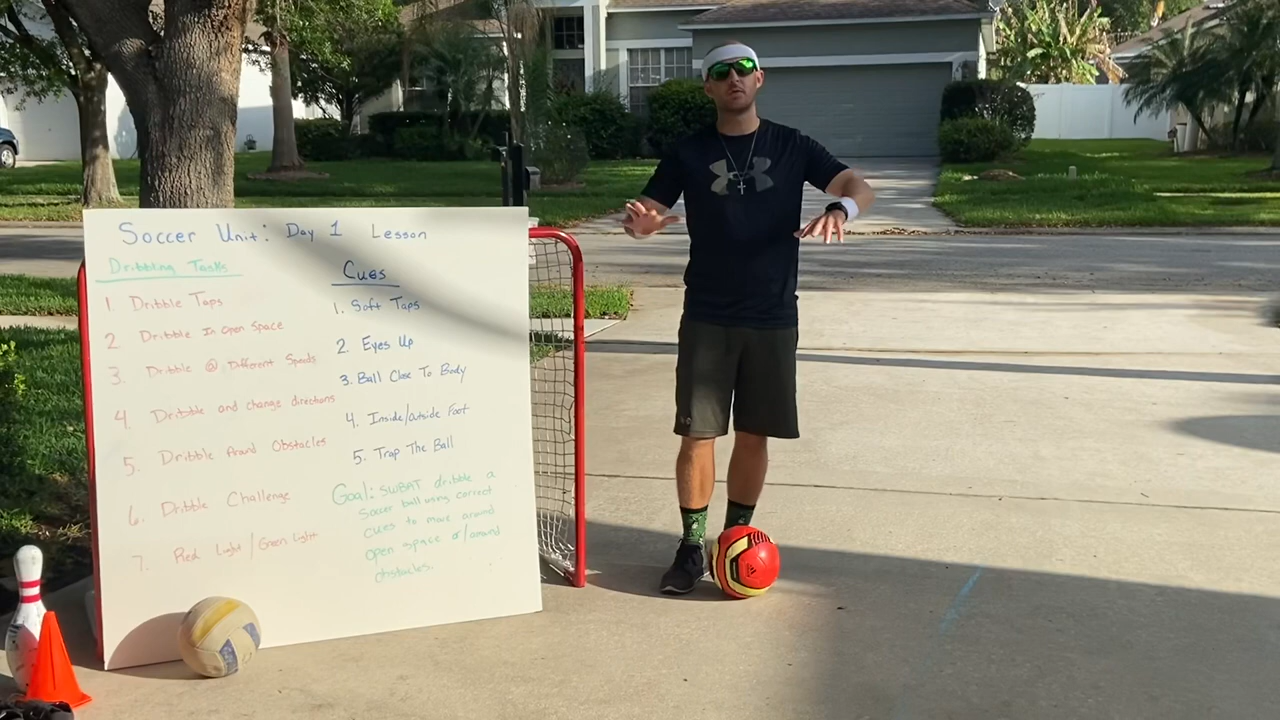 Soccer Unit: Day 1 Lesson
Dribbling Tasks
1. Dribble Taps
2 Dribble In open Space
3. Dribble @ Different Speeds
4 Dribble and change directions
5. Dribble Around Obstacles
6. Dribble Challenge
7. Red Light / Green Light
Cues
1. Soft Taps
2. Eyes Up
3. Ball Close To Body
4. Inside/outside Foot
5. Trap The Ball
Goal: SWBAT dribble a
Soccer ball using correct
cues to move around
open space &/around
obstacles.